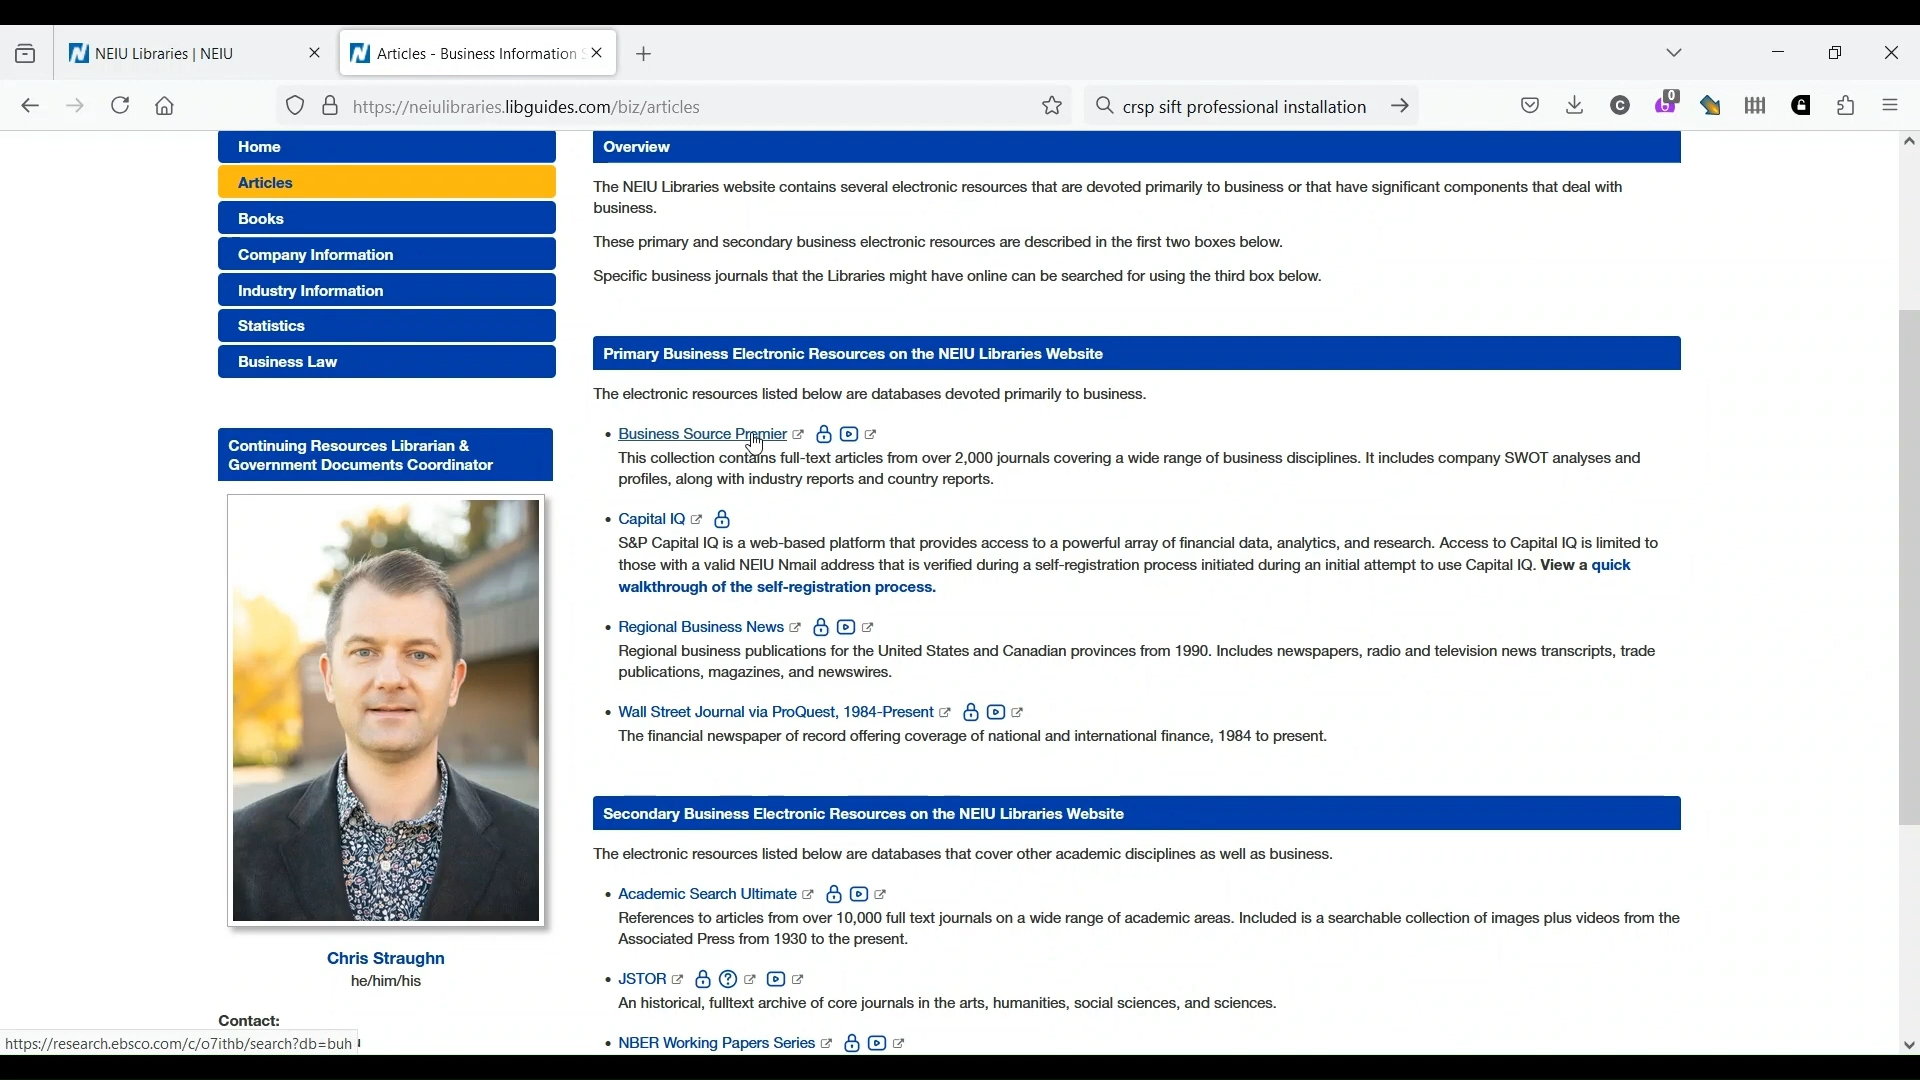 NEIU Libraries | NEIU
Articles - Business Information
https://neiulibraries.libguides.com/biz/articles
crsp sift professional installation
C
0
Home
Articles
Books
Company Information
Industry Information
Statistics
Business Law
Continuing Resources Librarian &
Government Documents Coordinator
Chris Straughn
he/him/his
Contact:
Overview
The NEIU Libraries website contains several electronic resources that are devoted primarily to business or that have significant components that deal with
business.
These primary and secondary business electronic resources are described in the first two boxes below.
Specific business journals that the Libraries might have online can be searched for using the third box below.
Primary Business Electronic Resources on the NEIU Libraries Website
The electronic resources listed below are databases devoted primarily to business.
• Business Source Premier
This collection contains full-text articles from over 2,000 journals covering a wide range of business disciplines. It includes company SWOT analyses and
profiles, along with industry reports and country reports.
• Capital IQ
S&P Capital IQ is a web-based platform that provides access to a powerful array of financial data, analytics, and research. Access to Capital IQ is limited to
those with a valid NEIU Nmail address that is verified during a self-registration process initiated during an initial attempt to use Capital IQ. View a quick
walkthrough of the self-registration process.
• Regional Business News
Regional business publications for the United States and Canadian provinces from 1990. Includes newspapers, radio and television news transcripts, trade
publications, magazines, and newswires.
• Wall Street Journal via ProQuest, 1984-Present
The financial newspaper of record offering coverage of national and international finance, 1984 to present.
Secondary Business Electronic Resources on the NEIU Libraries Website
The electronic resources listed below are databases that cover other academic disciplines as well as business.
• Academic Search Ultimate
References to articles from over 10,000 full text journals on a wide range of academic areas. Included is a searchable collection of images plus videos from the
Associated Press from 1930 to the present.
• JSTOR
An historical, fulltext archive of core journals in the arts, humanities, social sciences, and sciences.
• NBER Working Papers Series
https://research.ebsco.com/c/o7ithb/search?db=buh